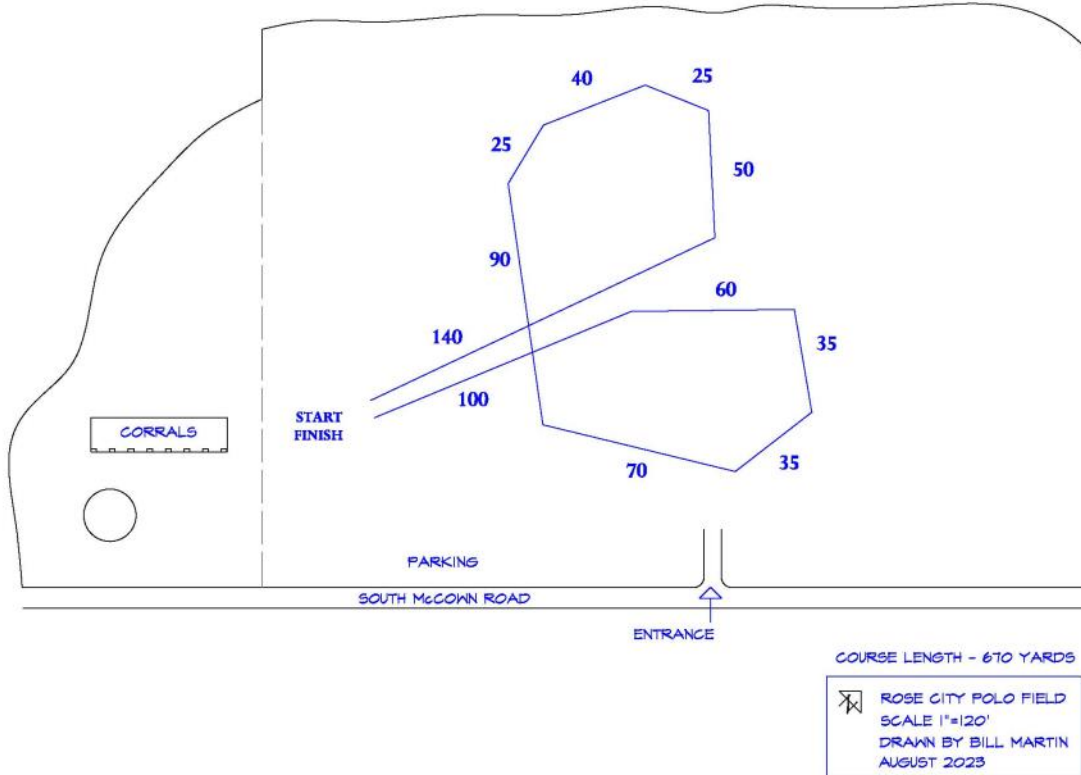 40
25
25
50
90
60
140
35
100
START
FINISH
CORRALS
70
35
PARKING
SOUTH McCOWN ROAD
ENTRANCE
COURSE LENGTH - 670 YARDS
ROSE CITY POLO FIELD
SCALE 1"=120'
DRAWN BY BILL MARTIN
AUGUST 2023